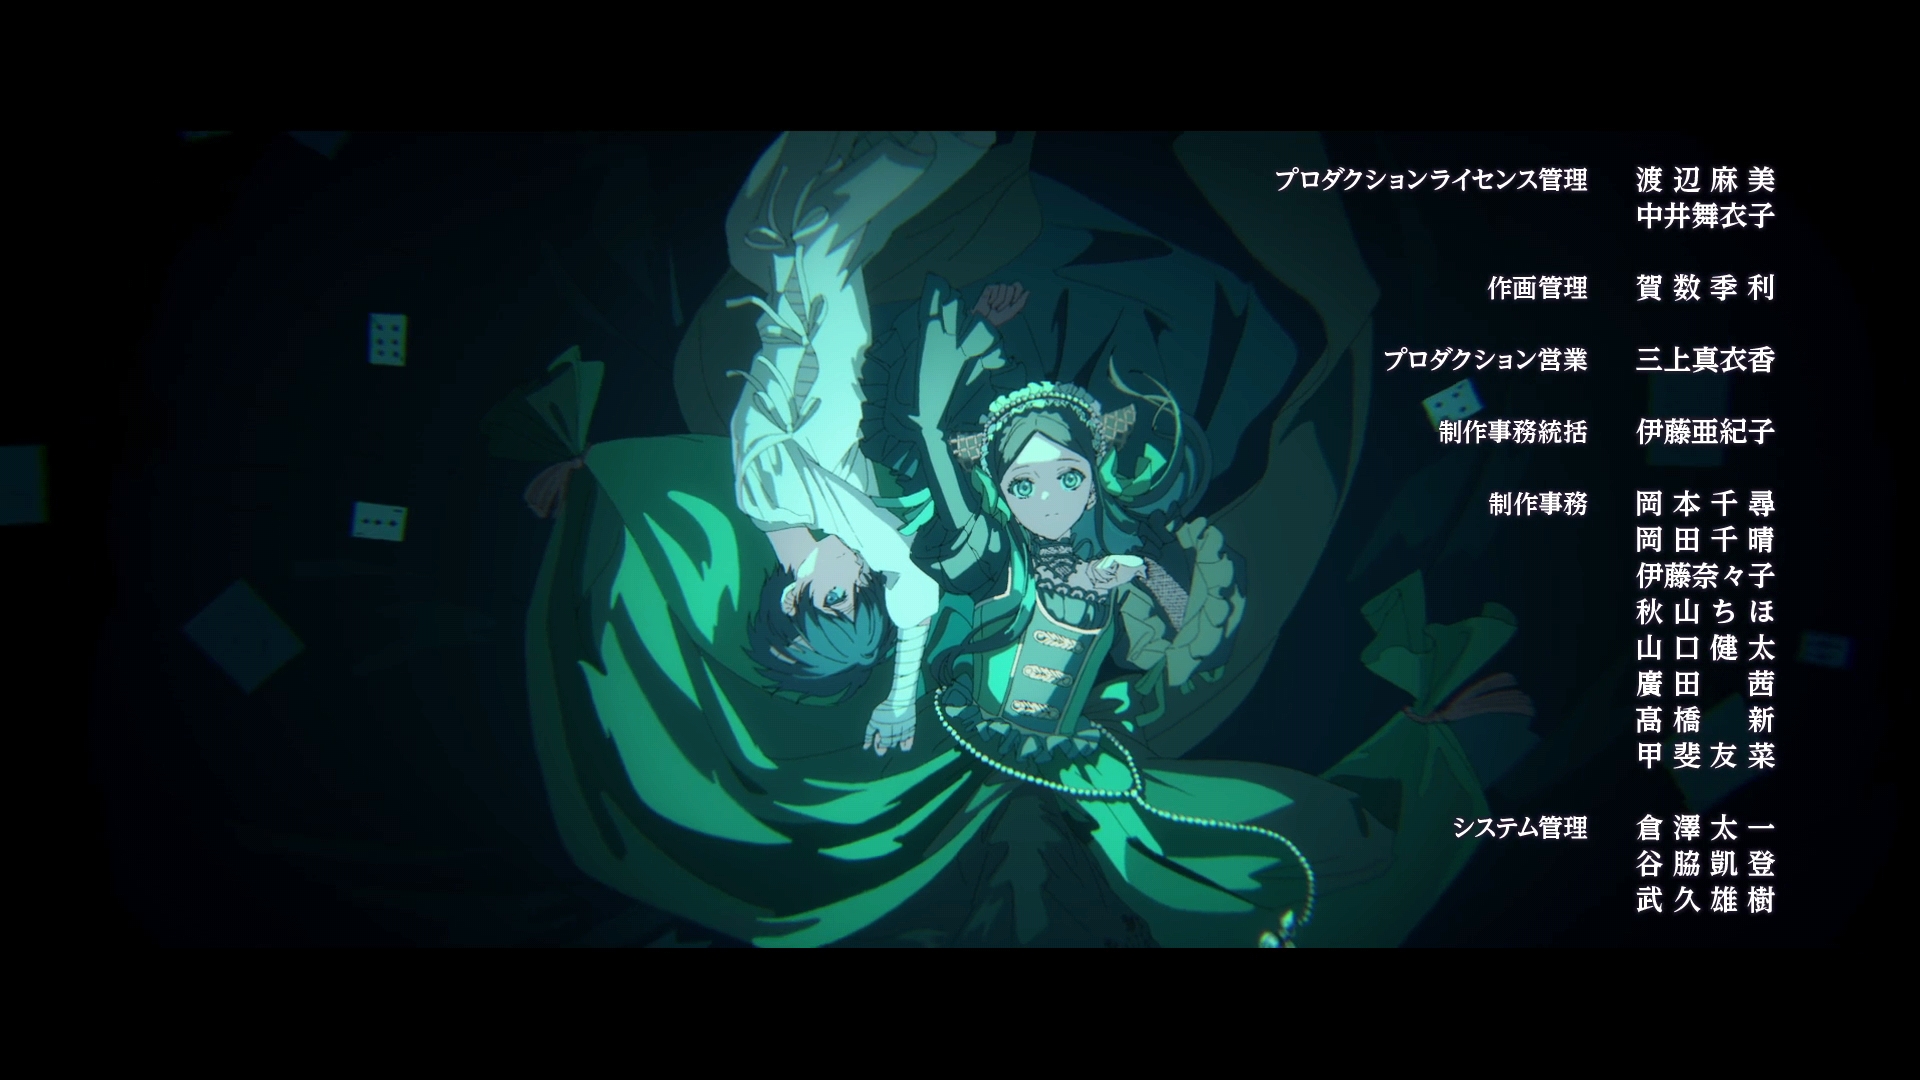 プロダクションライセンス管理 渡辺麻美
中井舞衣子
作画管理 賀数季利
プロダクション営業 三上真衣香
制作事務統括 伊藤亜紀子
制作事務 岡本千尋
岡田千晴
伊藤奈々子
秋山ちほ
山口健太
廣田 茜
髙橋 新
甲斐友菜
システム管理 倉澤太一
谷脇凱登
武久雄樹